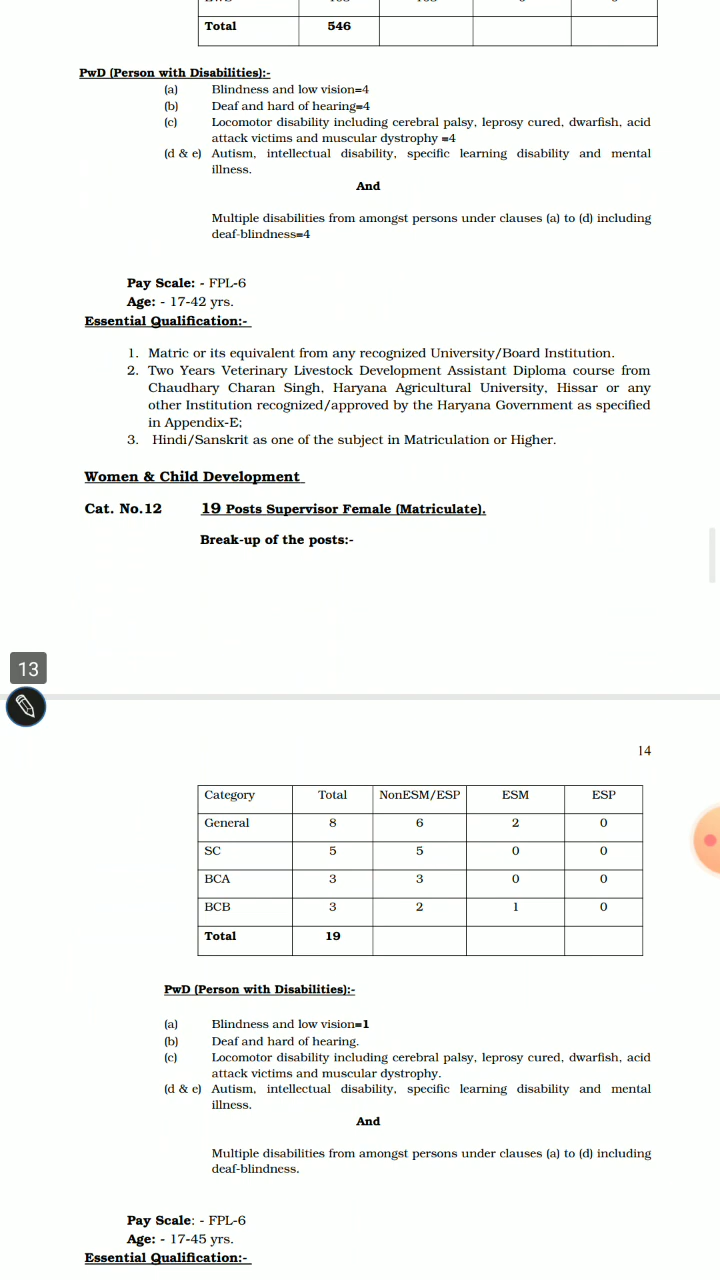 Total 546
PwD (Person with Disabilities):-
(a) Blindness and low vision=4
(b) Deaf and hard of hearing=4
(c) Locomotor disability including cerebral palsy, leprosy cured, dwarfish, acid
attack victims and muscular dystrophy =4
(d & e) Autism, intellectual disability, specific learning disability and mental
illness.
And
Multiple disabilities from amongst persons under clauses (a) to (d) including
deaf-blindness=4
Pay Scale: - FPL-6
Age: - 17-42 yrs.
Essential Qualification:-
1. Matric or its equivalent from any recognized University/Board Institution.
2. Two Years Veterinary Livestock Development Assistant Diploma course from
Chaudhary Charan Singh, Haryana Agricultural University, Hissar or any
other Institution recognized/approved by the Haryana Government as specified
in Appendix-E;
3. Hindi/Sanskrit as one of the subject in Matriculation or Higher.
Women & Child Development
Cat. No.12 19 Posts Supervisor Female (Matriculate).
Break-up of the posts:-
13
14
Category Total NonESM/ESP ESM ESP
General 8 6 2 0
SC 5 5 0 0
BCA 3 3 0 0
BCB 3 2 1 0
Total 19
PwD (Person with Disabilities):-
(a) Blindness and low vision=1
(b) Deaf and hard of hearing.
(c) Locomotor disability including cerebral palsy, leprosy cured, dwarfish, acid
attack victims and muscular dystrophy.
(d & e) Autism, intellectual disability, specific learning disability and mental
illness.
And
Multiple disabilities from amongst persons under clauses (a) to (d) including
deaf-blindness.
Pay Scale: - FPL-6
Age: - 17-45 yrs.
Essential Qualification:-